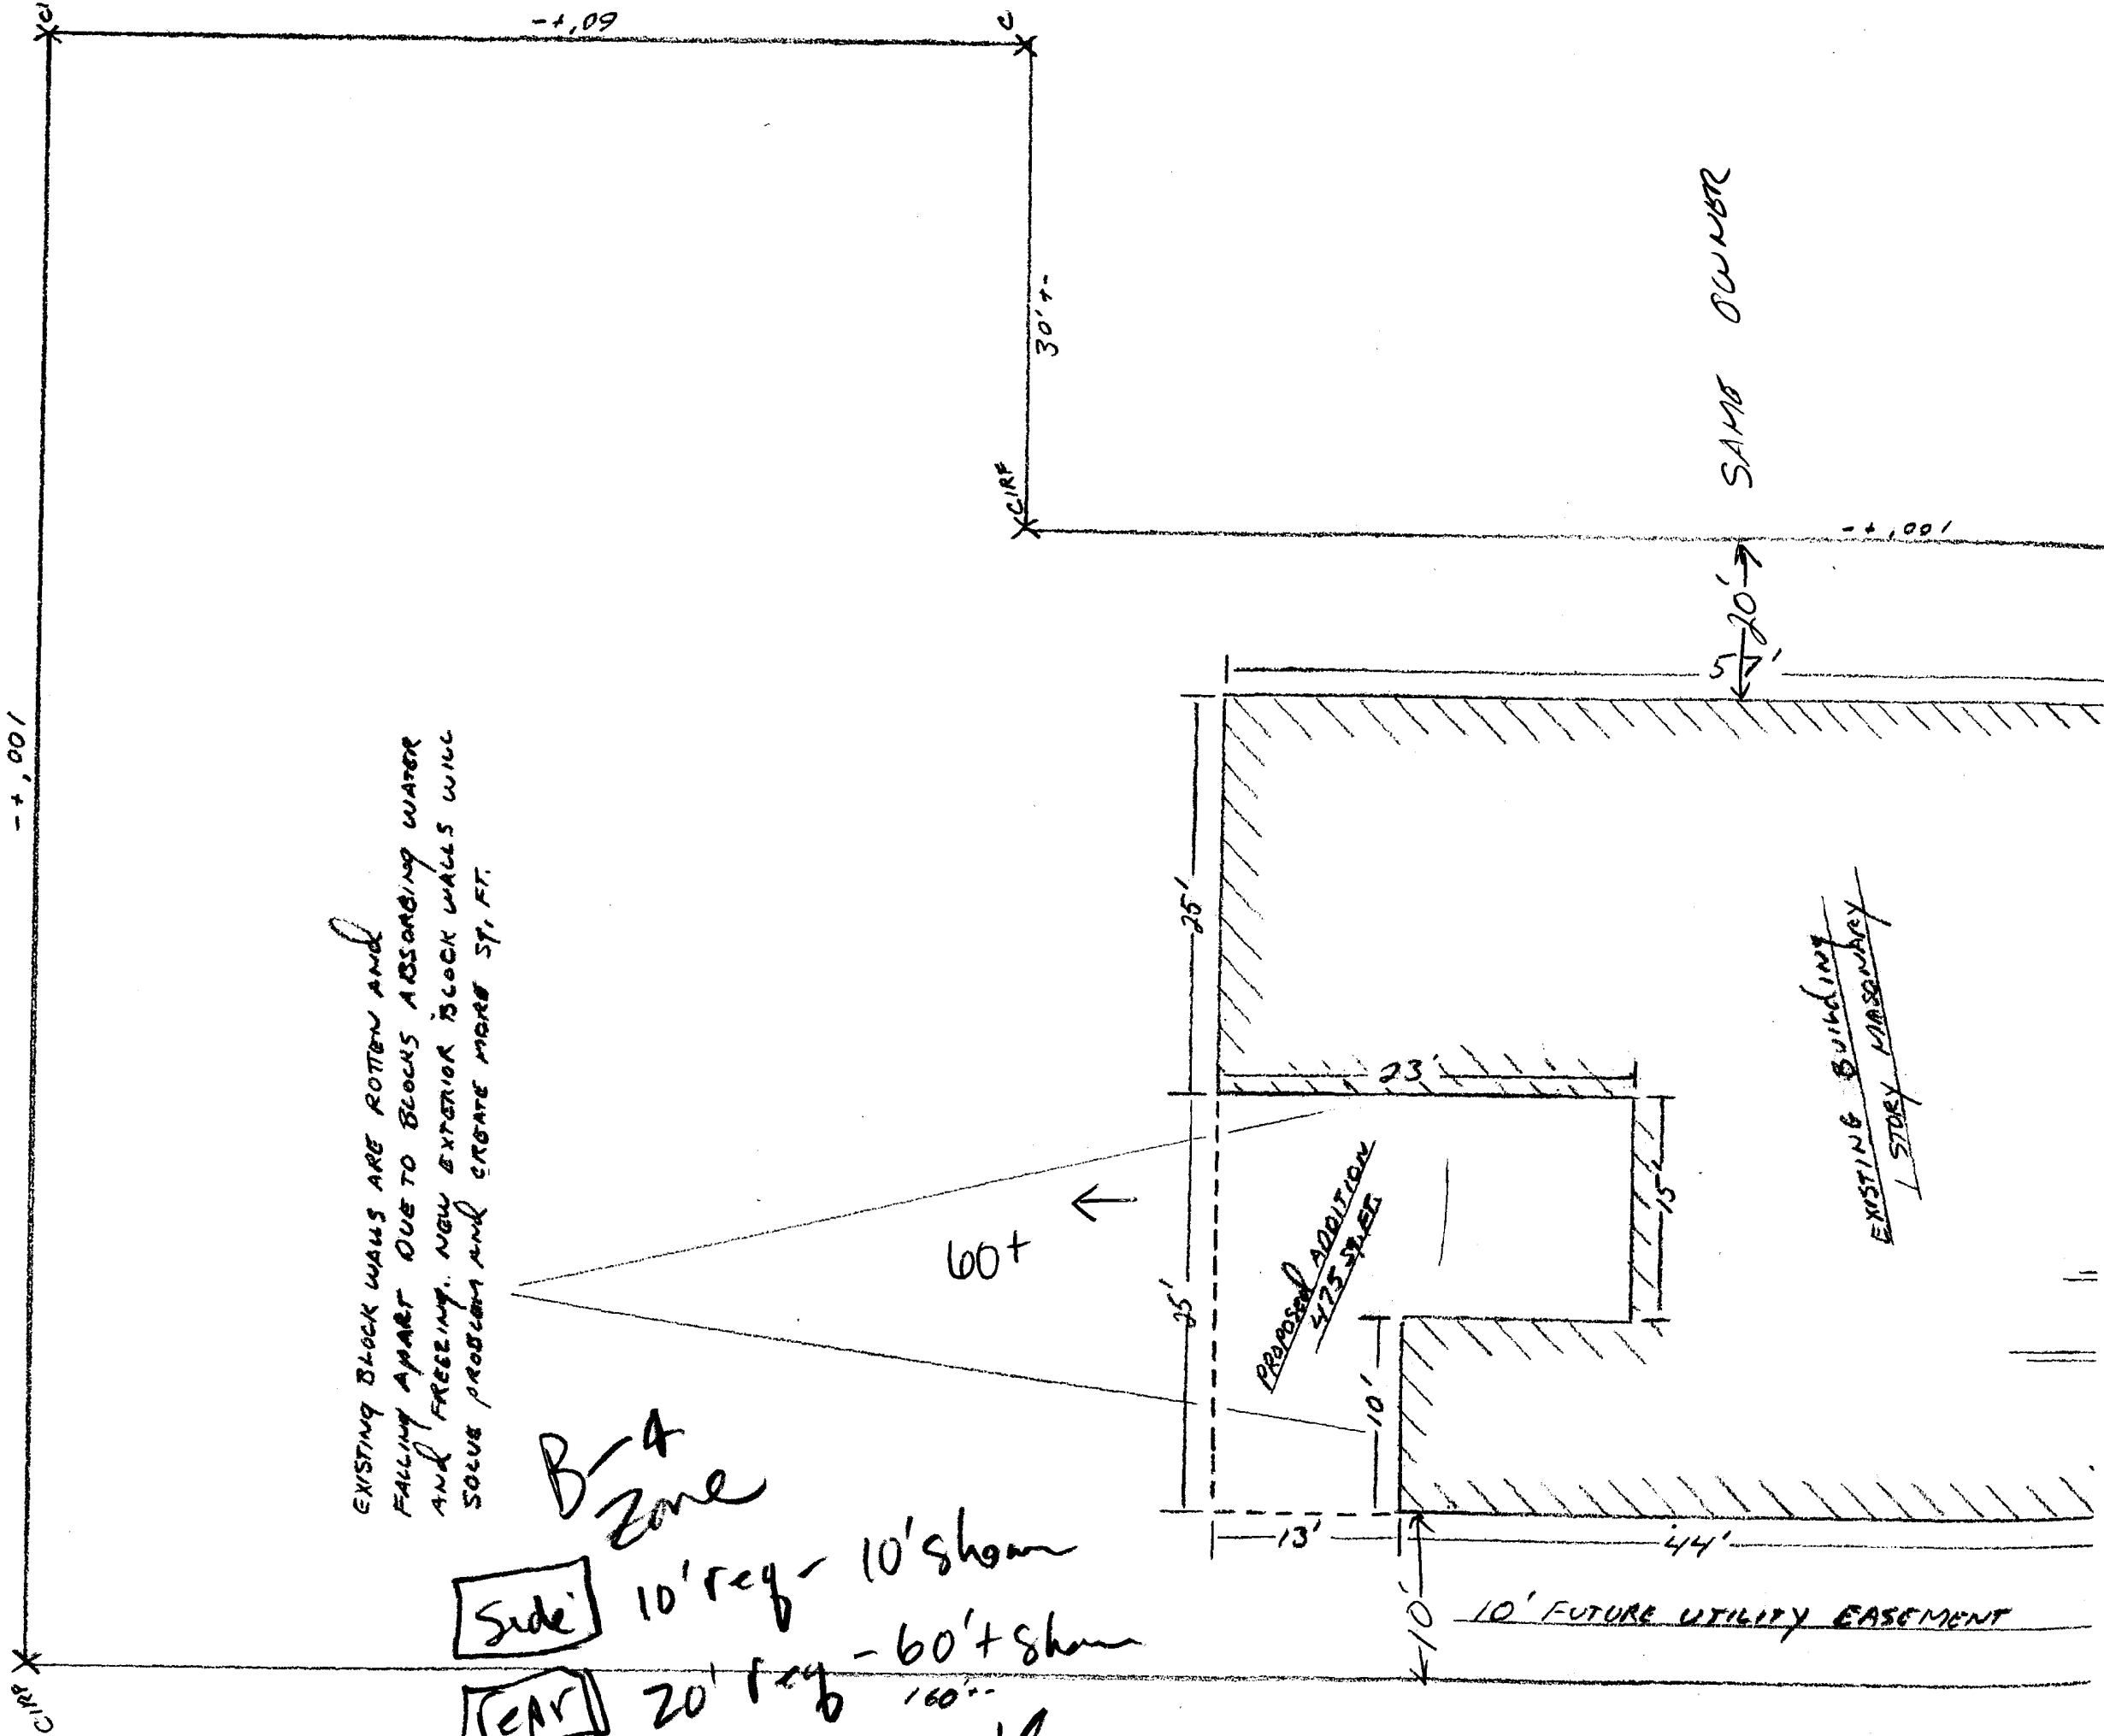 60'+-
30'+-
CIRF
SAME OWNER
100'+-
20'
57'
100'+-
EXISTING BLOCK WALLS ARE ROTTEN AND
FALLING APART DUE TO BLOCKS ABSORBING WATER
AND FREEZING. NEW EXTERIOR BLOCK WALLS WILL
SOLVE PROBLEM AND CREATE MORE SQ. FT.
25'
23'
EXISTING BUILDING
1 STORY MASONARY
15'
60+
PROPOSED ADDITION
475 SQ. FT.
25'
10'
13'
44'
10'
10' FUTURE UTILITY EASEMENT
B-4
Zone
Side 10' req - 10' shown
rear 20' req - 60'+ shown
160'+-